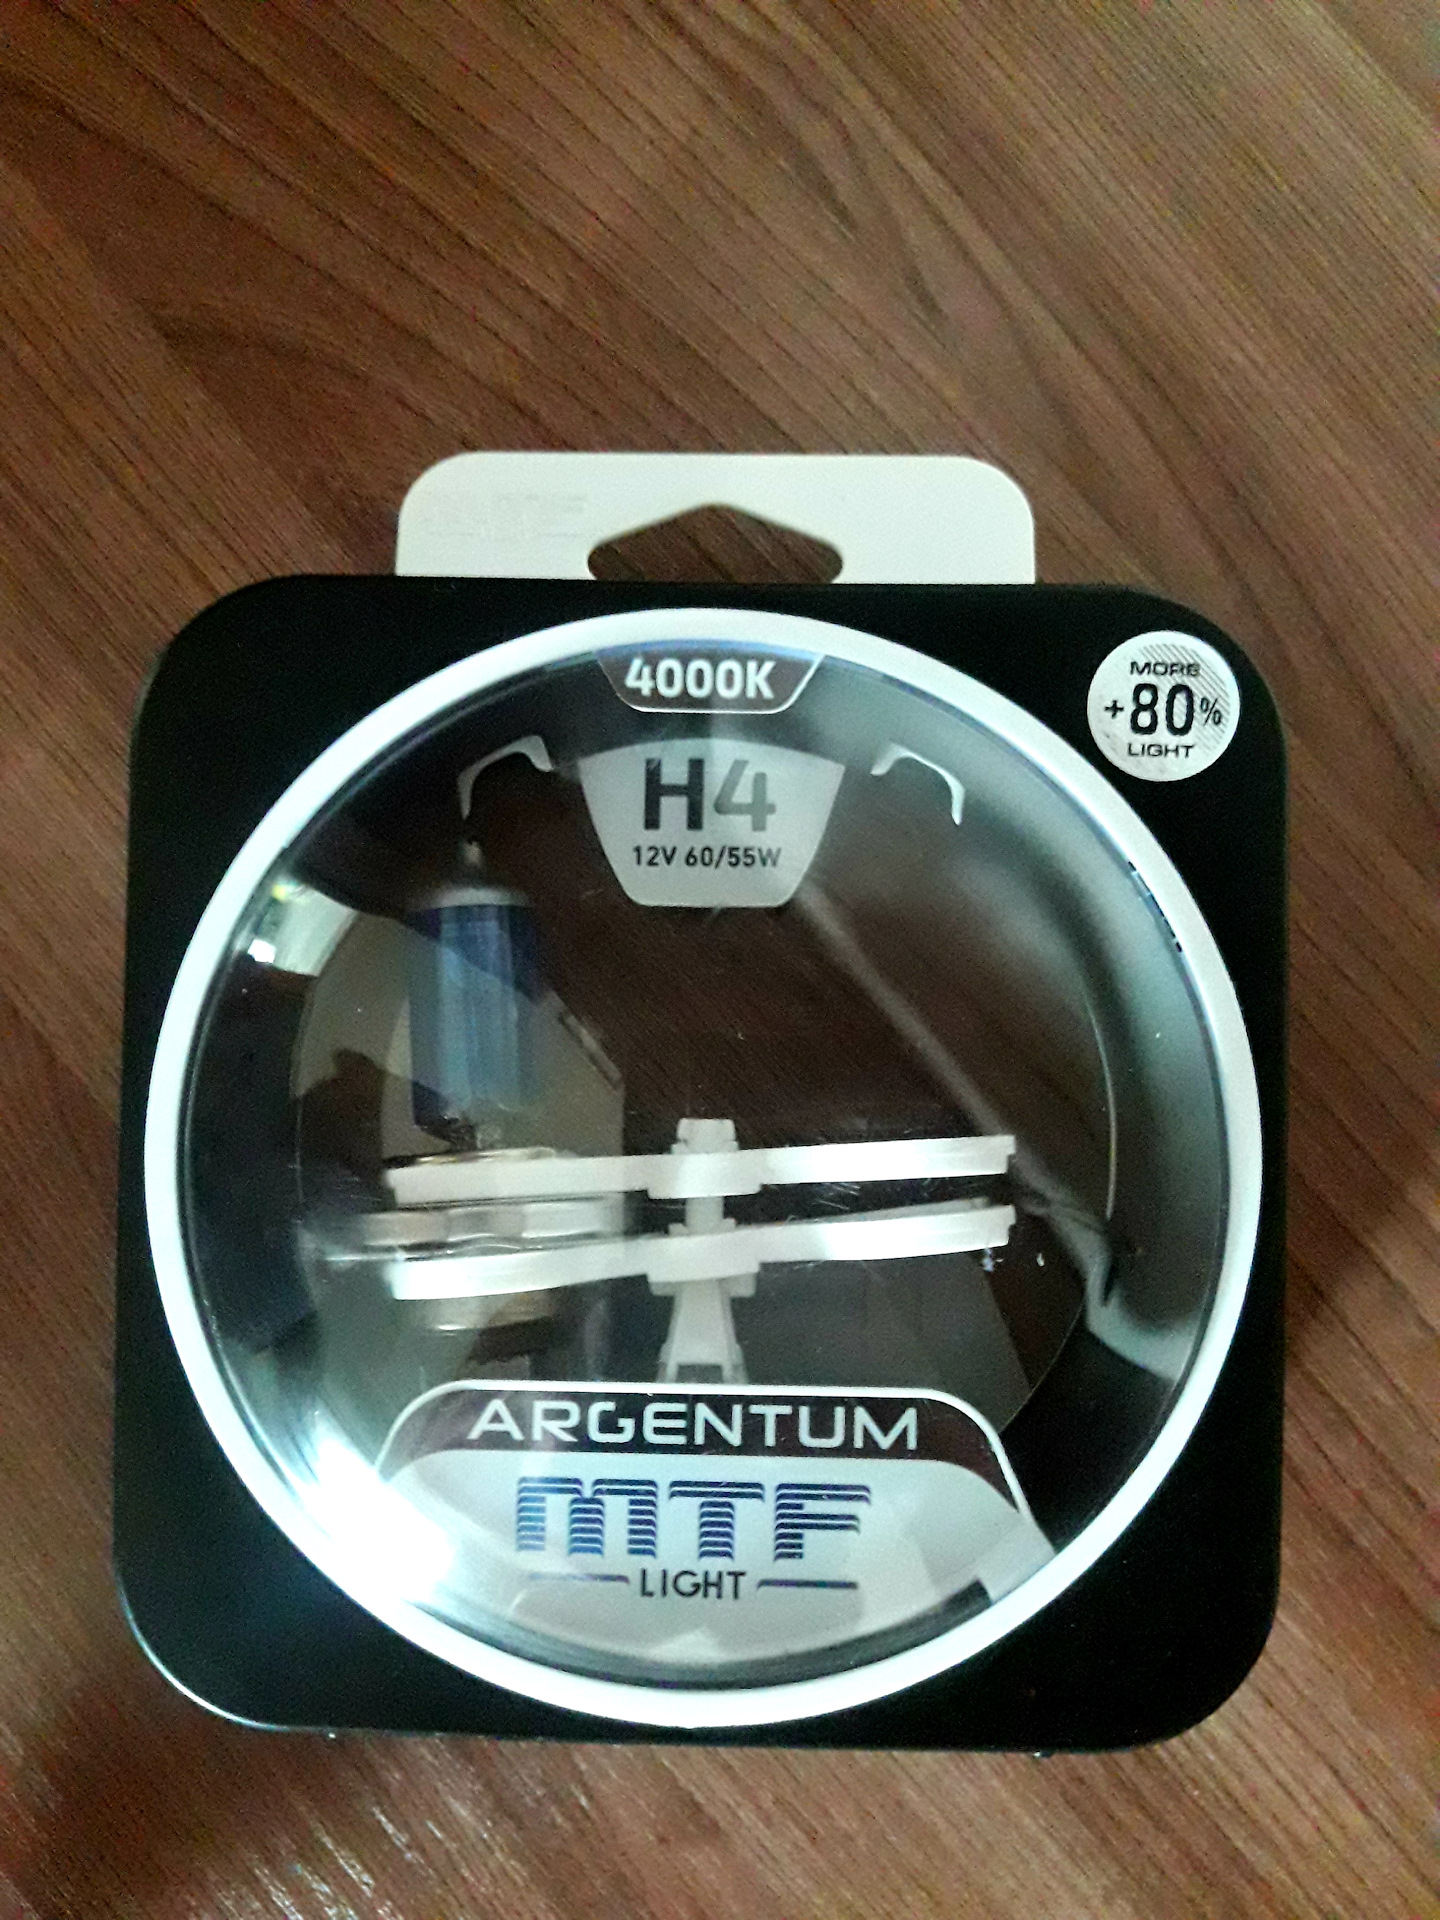 4000K
MORE
+80%
LIGHT
H4
12V 60/55W
ARGENTUM
MTF
LIGHT